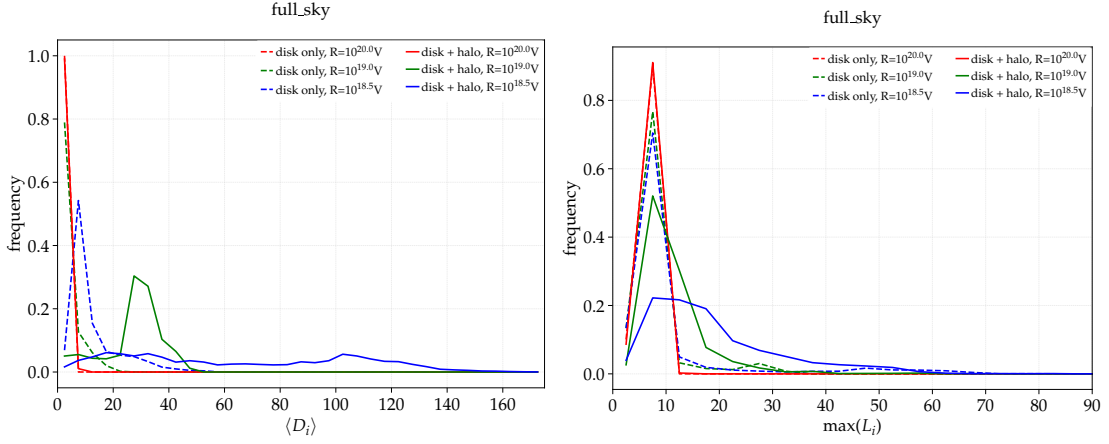 full_sky
disk only, R=10^20.0V
disk only, R=10^19.0V
disk only, R=10^18.5V
disk + halo, R=10^20.0V
disk + halo, R=10^19.0V
disk + halo, R=10^18.5V
frequency
1.0
0.8
0.6
0.4
0.2
0.0
0 20 40 60 80 100 120 140 160
⟨D_i⟩
full_sky
disk only, R=10^20.0V
disk only, R=10^19.0V
disk only, R=10^18.5V
disk + halo, R=10^20.0V
disk + halo, R=10^19.0V
disk + halo, R=10^18.5V
frequency
0.8
0.6
0.4
0.2
0.0
0 10 20 30 40 50 60 70 80 90
max(L_i)